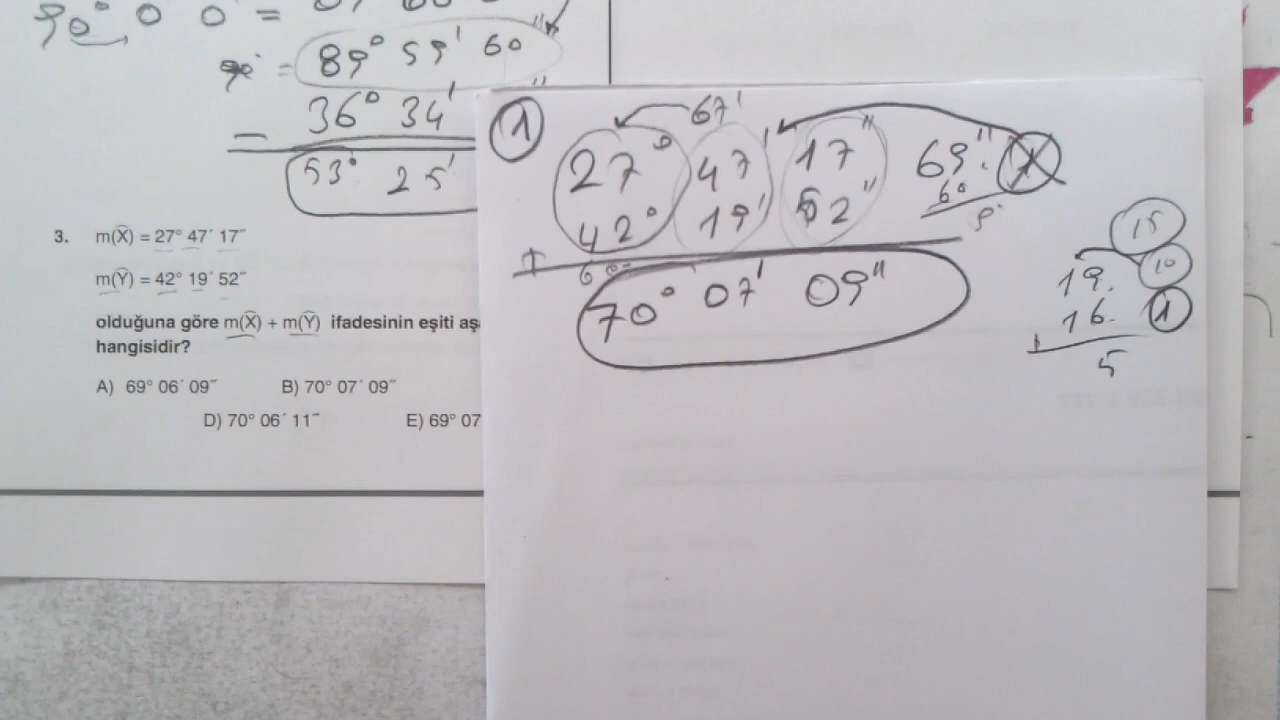 90° 0 0 =
= 89° 59' 60"
36° 34' "
53° 25'
3. m(X̂) = 27° 47´ 17˝
m(Ŷ) = 42° 19´ 52˝
olduğuna göre m(X̂) + m(Ŷ) ifadesinin eşiti aş
hangisidir?
A) 69° 06´ 09˝ B) 70° 07´ 09˝
D) 70° 06´ 11˝ E) 69° 07
1 67'
27° 47' 17" 69"
42° 19' 52" 60
+ 9
70° 07' 09"
15
19 10
16 1
+ 5